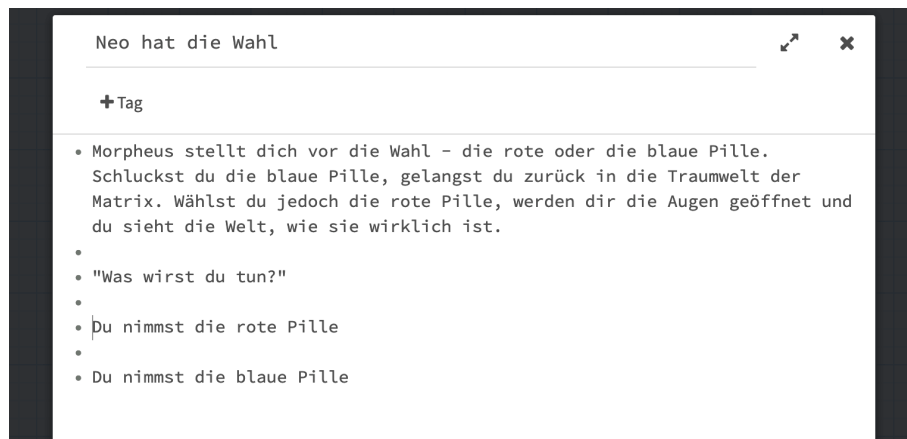 Neo hat die Wahl
+ Tag
• Morpheus stellt dich vor die Wahl – die rote oder die blaue Pille.
Schluckst du die blaue Pille, gelangst du zurück in die Traumwelt der
Matrix. Wählst du jedoch die rote Pille, werden dir die Augen geöffnet und
du sieht die Welt, wie sie wirklich ist.
•
• "Was wirst du tun?"
•
• Du nimmst die rote Pille
•
• Du nimmst die blaue Pille